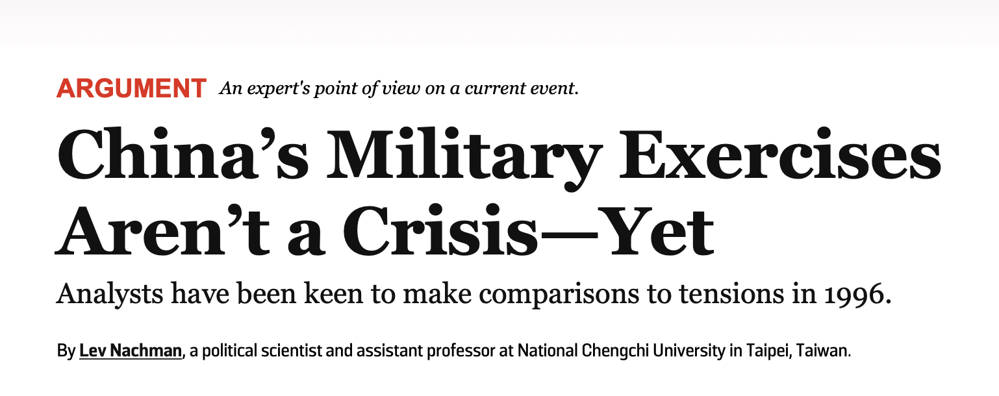 ARGUMENT An expert's point of view on a current event.
China’s Military Exercises
Aren’t a Crisis—Yet
Analysts have been keen to make comparisons to tensions in 1996.
By Lev Nachman, a political scientist and assistant professor at National Chengchi University in Taipei, Taiwan.